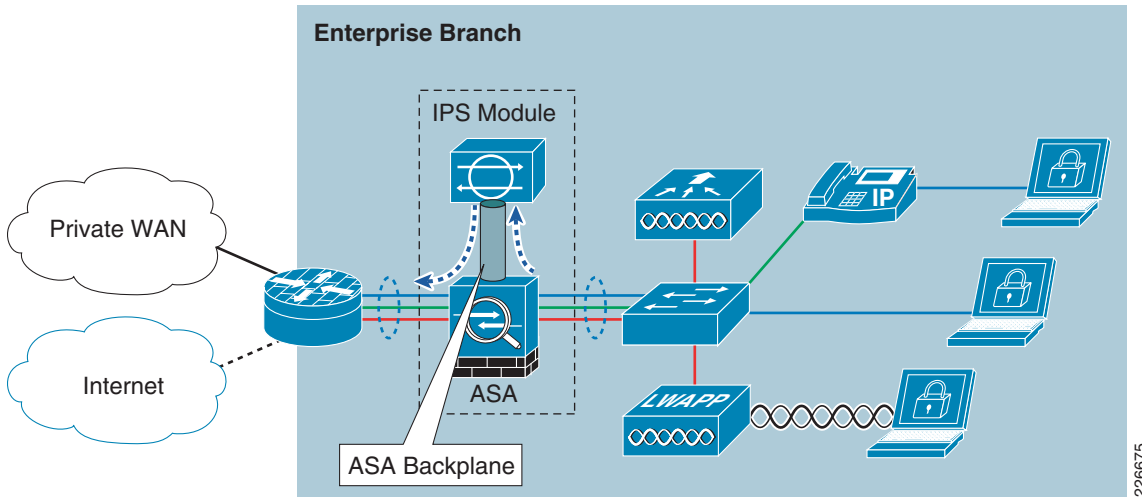 Enterprise Branch
IPS Module
Private WAN
IP
Internet
ASA
LWAPP
ASA Backplane
226675